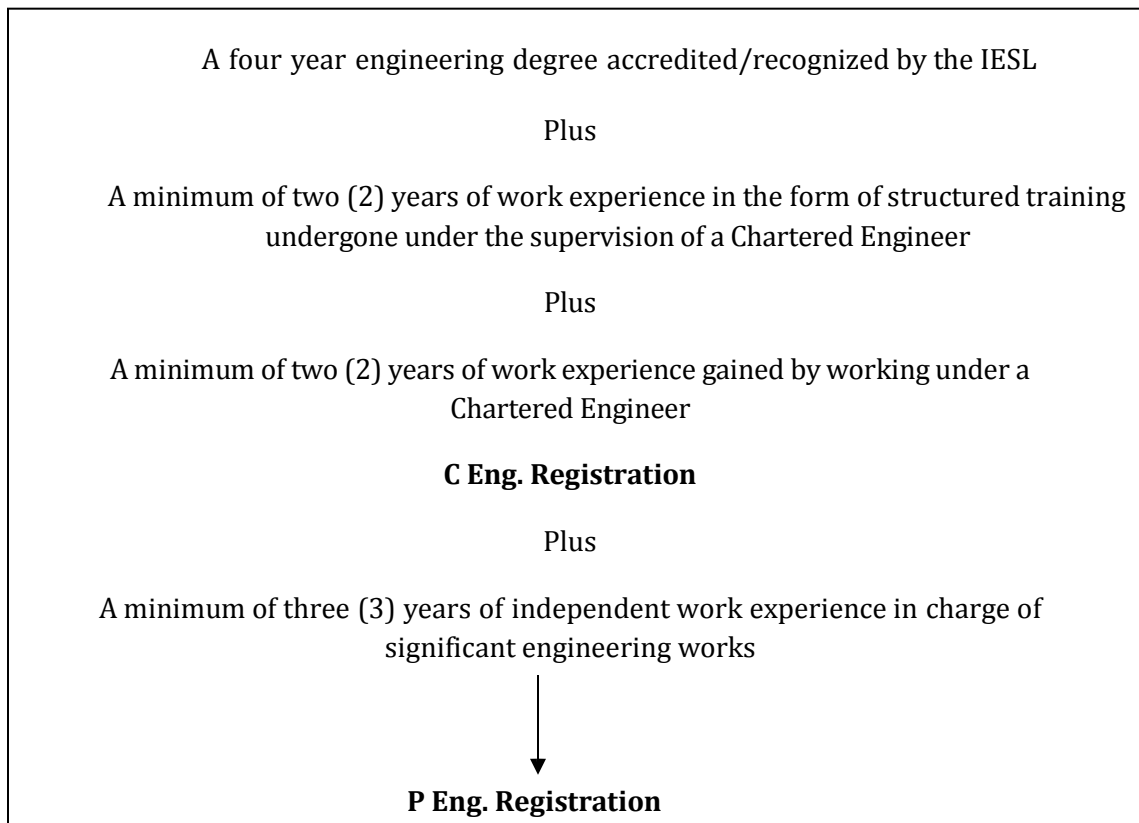 A four year engineering degree accredited/recognized by the IESL
Plus
A minimum of two (2) years of work experience in the form of structured training
undergone under the supervision of a Chartered Engineer
Plus
A minimum of two (2) years of work experience gained by working under a
Chartered Engineer
C Eng. Registration
Plus
A minimum of three (3) years of independent work experience in charge of
significant engineering works
P Eng. Registration